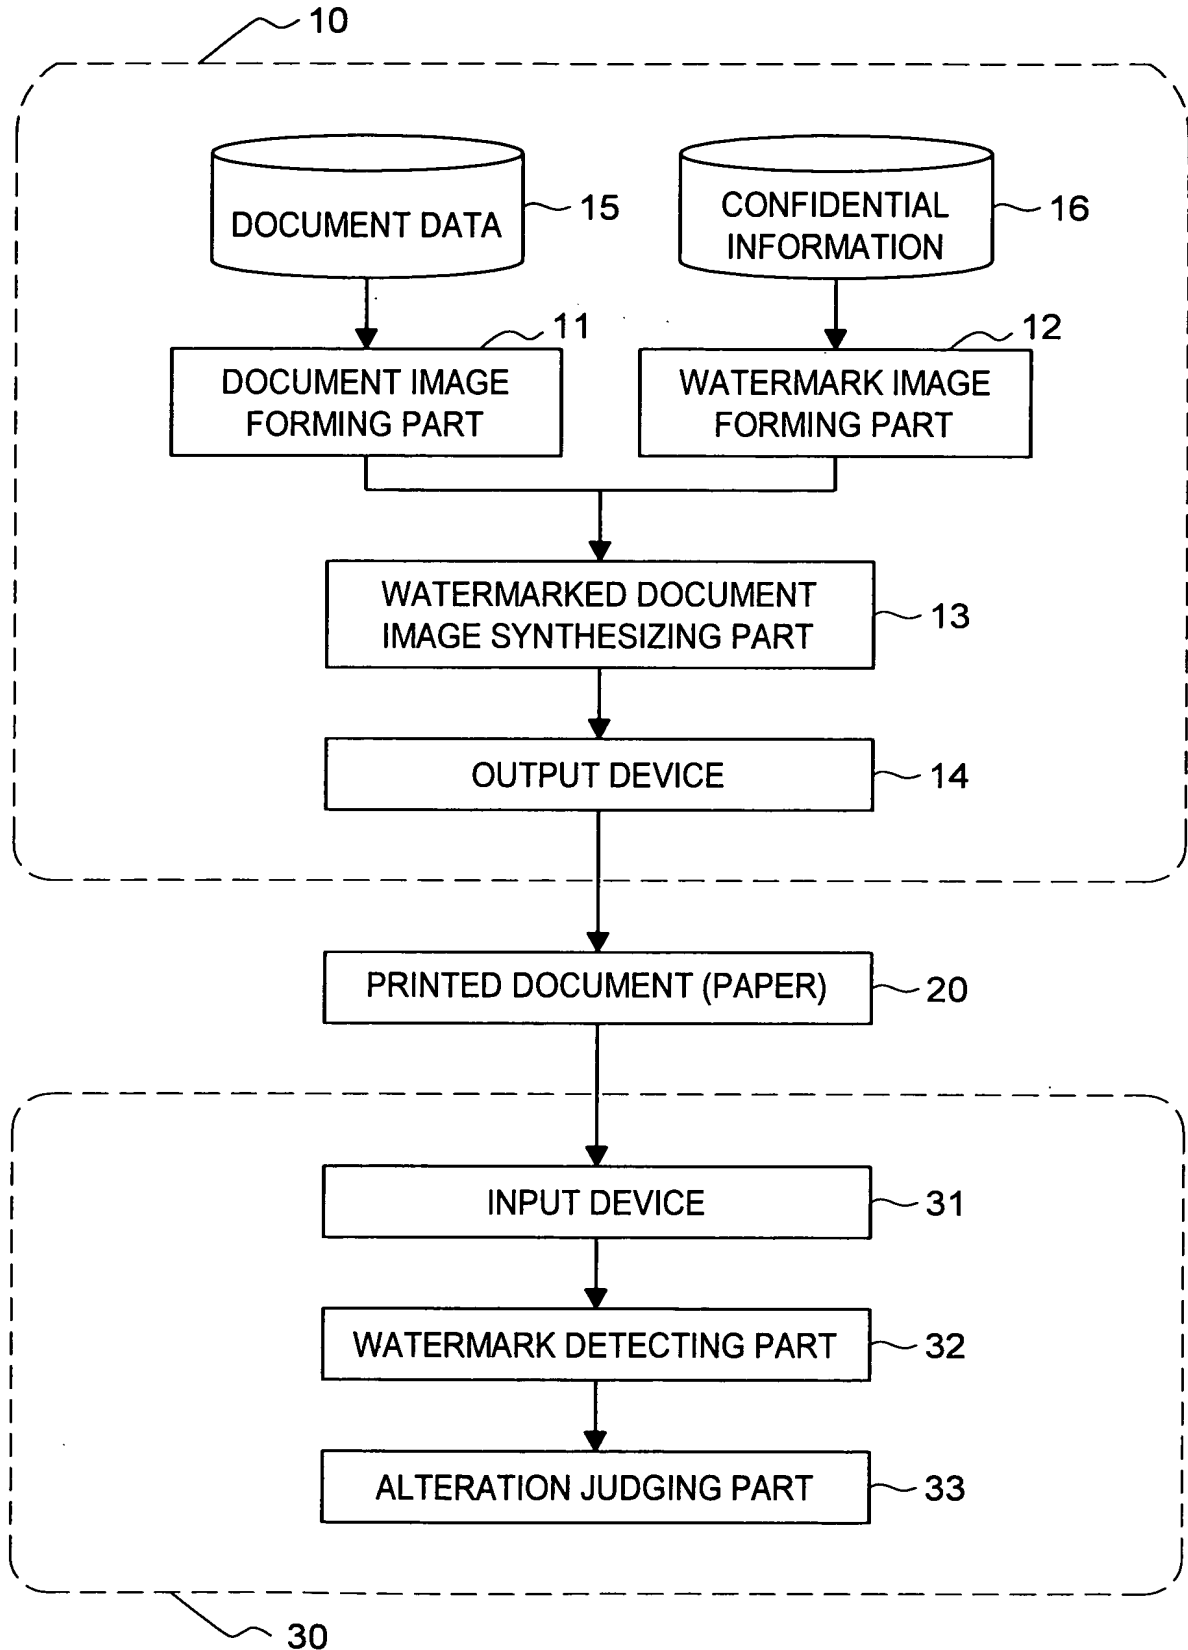 10
DOCUMENT DATA
15
CONFIDENTIAL
INFORMATION
16
11
DOCUMENT IMAGE
FORMING PART
12
WATERMARK IMAGE
FORMING PART
WATERMARKED DOCUMENT
IMAGE SYNTHESIZING PART
13
OUTPUT DEVICE
14
PRINTED DOCUMENT (PAPER)
20
INPUT DEVICE
31
WATERMARK DETECTING PART
32
ALTERATION JUDGING PART
33
30